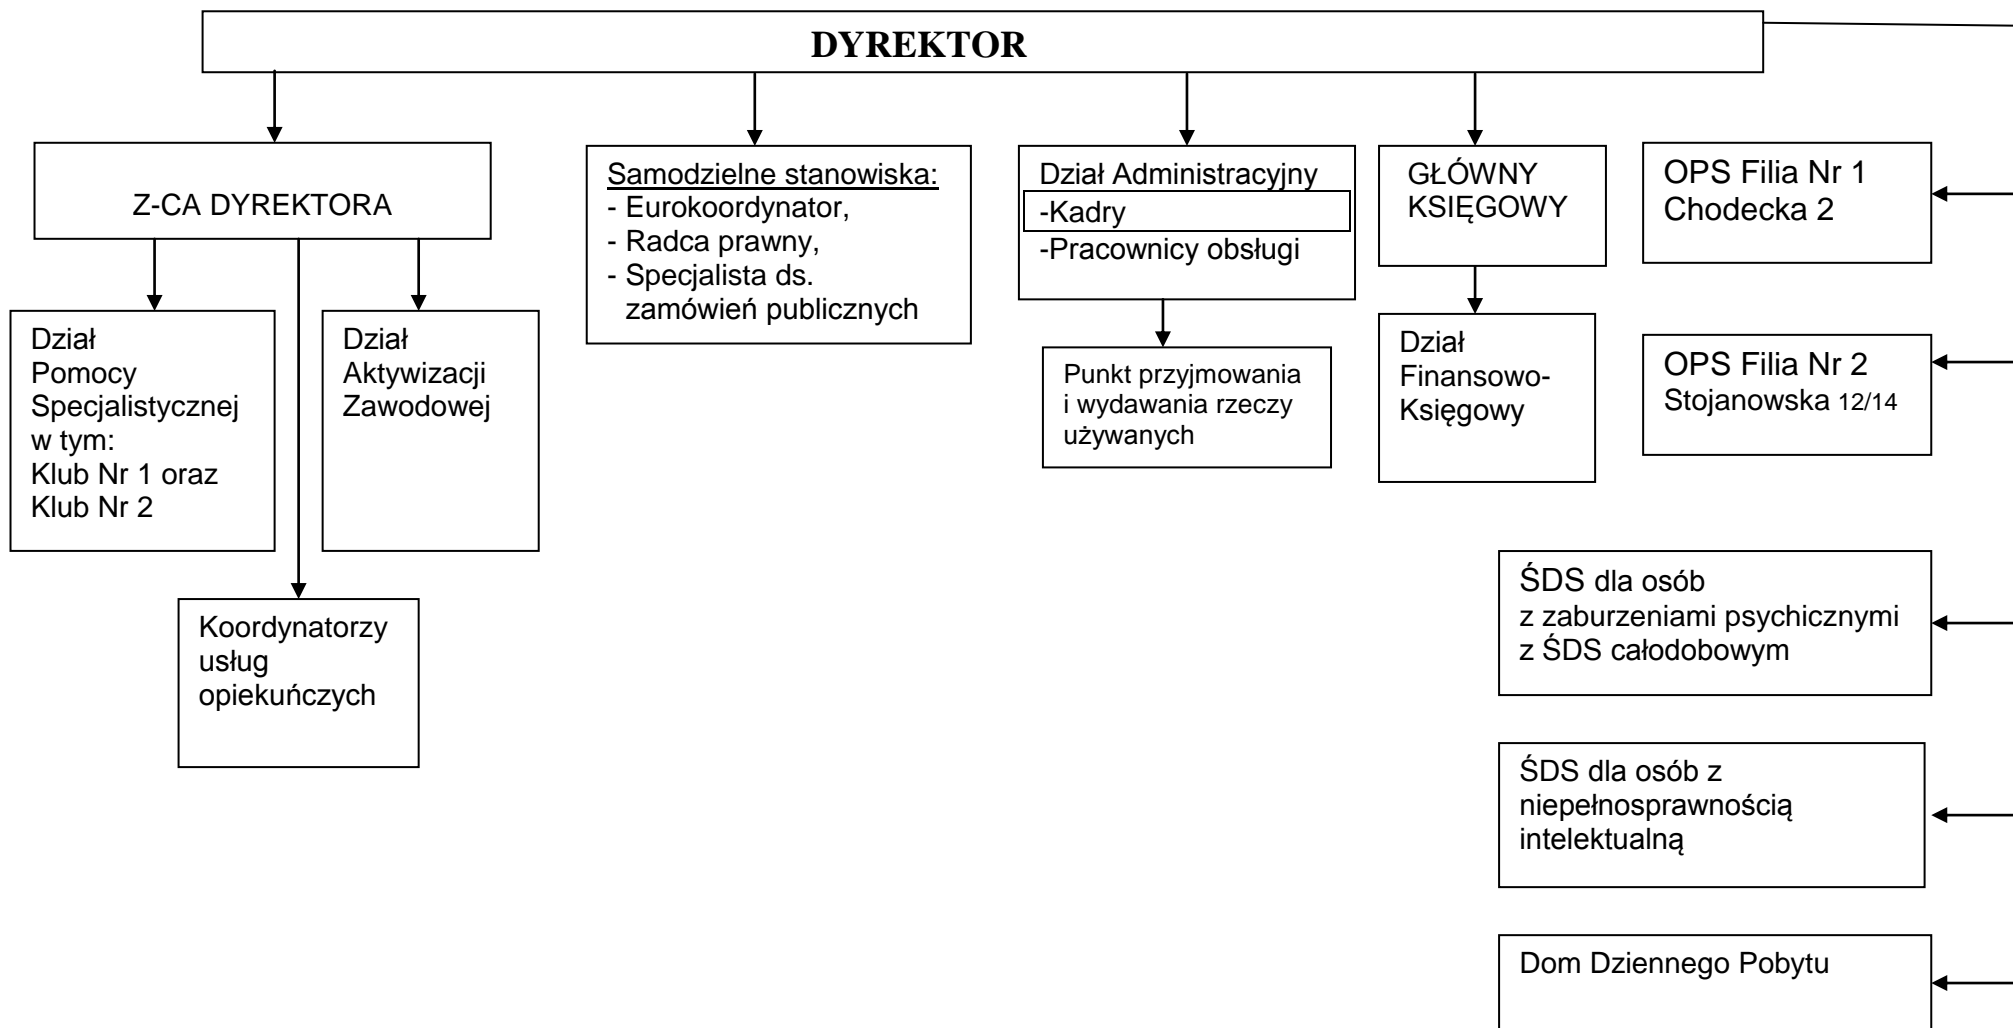 DYREKTOR
Z-CA DYREKTORA
Samodzielne stanowiska:
- Eurokoordynator,
- Radca prawny,
- Specjalista ds.
zamówień publicznych
Dział Administracyjny
-Kadry
-Pracownicy obsługi
GŁÓWNY
KSIĘGOWY
OPS Filia Nr 1
Chodecka 2
Dział
Pomocy
Specjalistycznej
w tym:
Klub Nr 1 oraz
Klub Nr 2
Dział
Aktywizacji
Zawodowej
Punkt przyjmowania
i wydawania rzeczy
używanych
Dział
Finansowo-
Księgowy
OPS Filia Nr 2
Stojanowska 12/14
Koordynatorzy
usług
opiekuńczych
ŚDS dla osób
z zaburzeniami psychicznymi
z ŚDS całodobowym
ŚDS dla osób z
niepełnosprawnością
intelektualną
Dom Dziennego Pobytu